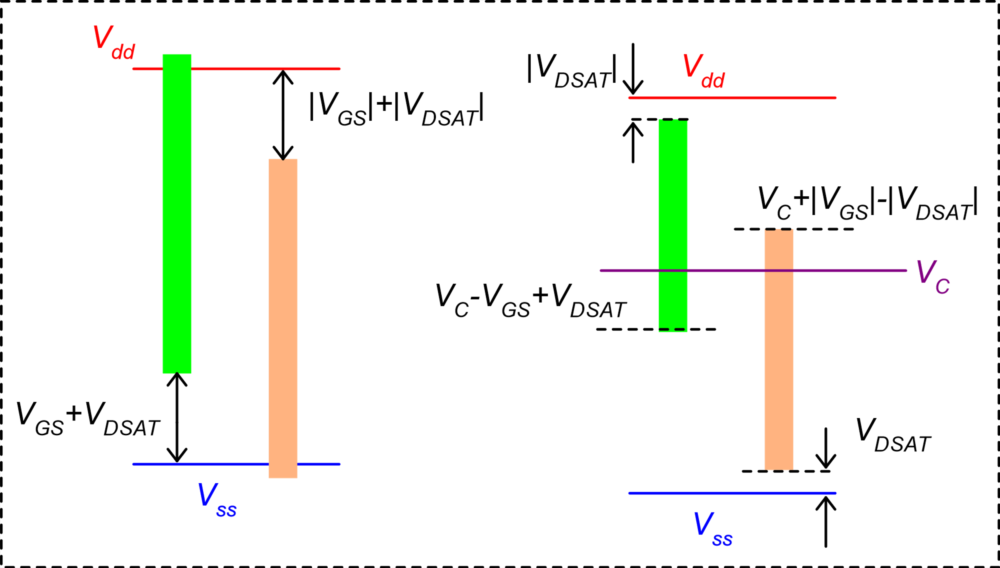 Vdd
|VGS|+|VDSAT|
VGS+VDSAT
Vss
|VDSAT|
Vdd
VC+|VGS|-|VDSAT|
VC
VC-VGS+VDSAT
VDSAT
Vss